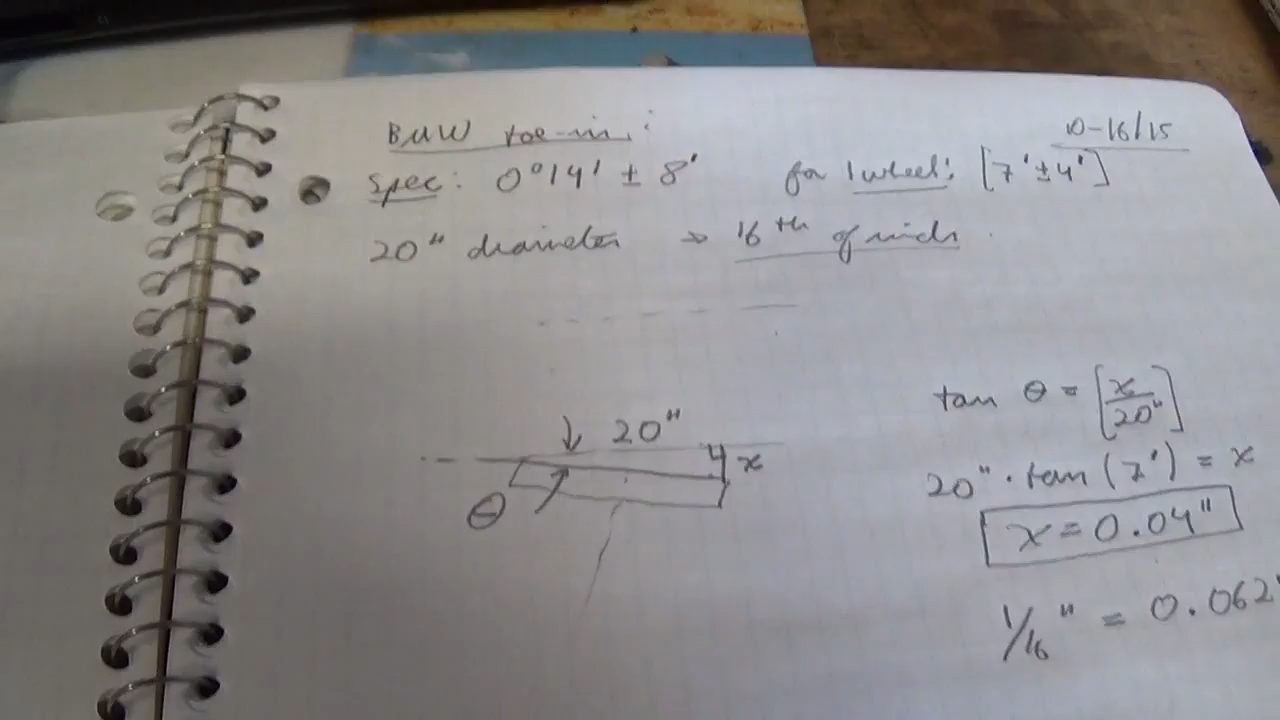 BMW toe-in:
10-16/15
Spec: 0°14' ± 8' for 1 wheel: [7' ± 4']
20" diameter → 16th of inch.
tan θ = [x/20"]
20"
x
θ
20" · tan (7') = x
x = 0.04"
1/16" = 0.062"